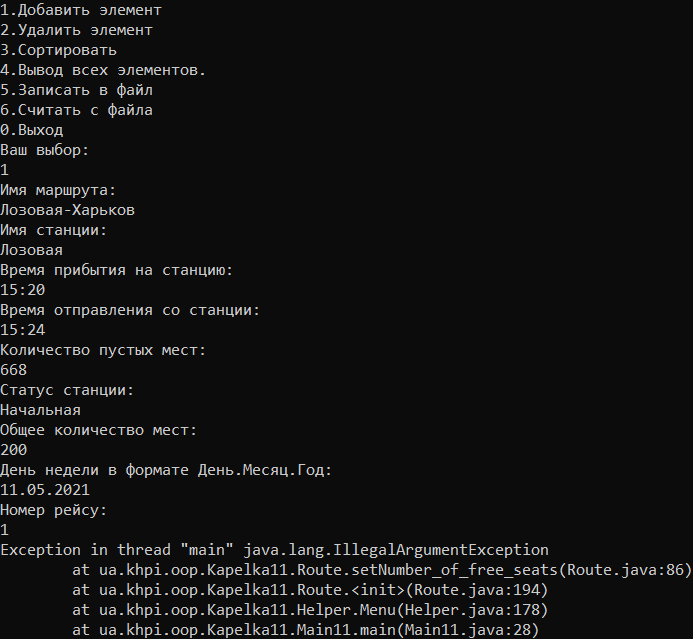 1.Добавить элемент
2.Удалить элемент
3.Сортировать
4.Вывод всех элементов.
5.Записать в файл
6.Считать с файла
0.Выход
Ваш выбор:
1
Имя маршрута:
Лозовая-Харьков
Имя станции:
Лозовая
Время прибытия на станцию:
15:20
Время отправления со станции:
15:24
Количество пустых мест:
668
Статус станции:
Начальная
Общее количество мест:
200
День недели в формате День.Месяц.Год:
11.05.2021
Номер рейсу:
1
Exception in thread "main" java.lang.IllegalArgumentException
        at ua.khpi.oop.Kapelka11.Route.setNumber_of_free_seats(Route.java:86)
        at ua.khpi.oop.Kapelka11.Route.<init>(Route.java:194)
        at ua.khpi.oop.Kapelka11.Helper.Menu(Helper.java:178)
        at ua.khpi.oop.Kapelka11.Main11.main(Main11.java:28)